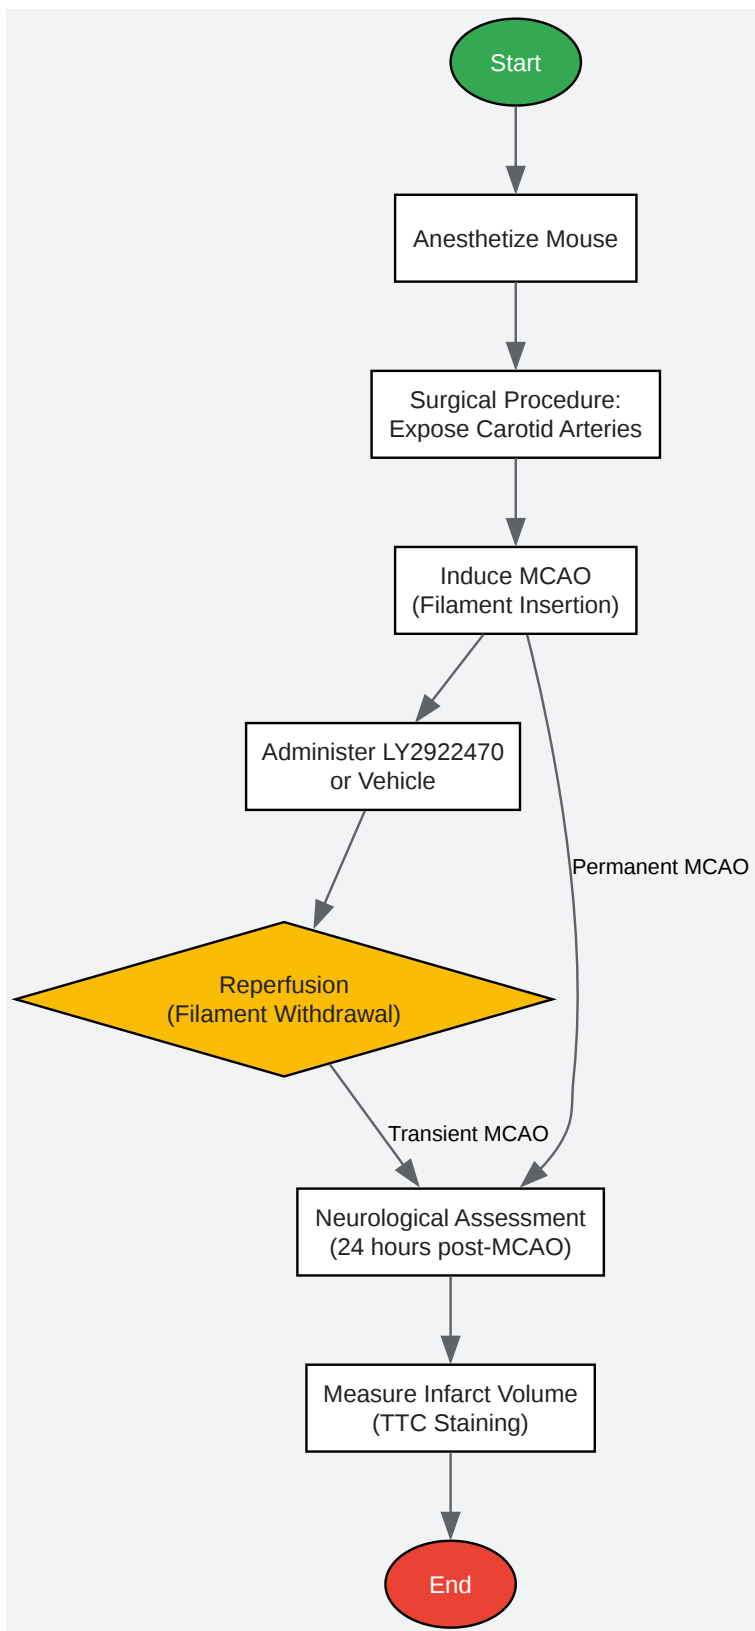 Start
Anesthetize Mouse
Surgical Procedure:
Expose Carotid Arteries
Induce MCAO
(Filament Insertion)
Administer LY2922470
or Vehicle
Permanent MCAO
Reperfusion
(Filament Withdrawal)
Transient MCAO
Neurological Assessment
(24 hours post-MCAO)
Measure Infarct Volume
(TTC Staining)
End